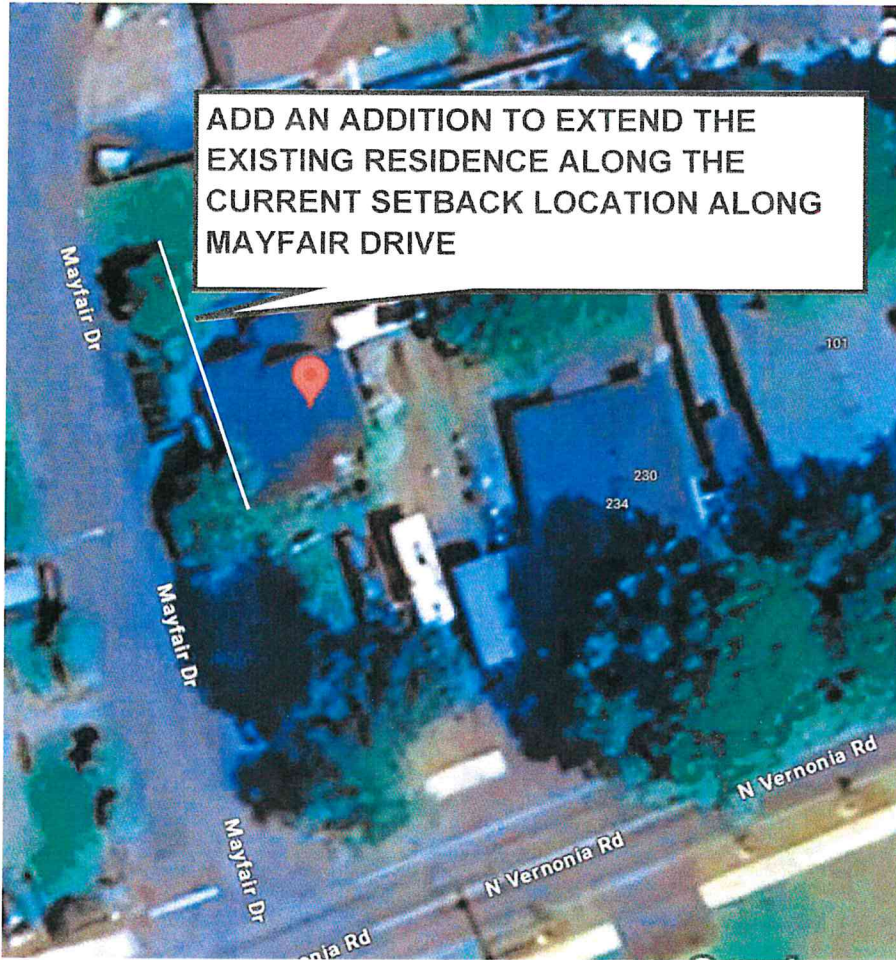 ADD AN ADDITION TO EXTEND THE
EXISTING RESIDENCE ALONG THE
CURRENT SETBACK LOCATION ALONG
MAYFAIR DRIVE
Mayfair Dr
101
230
234
Mayfair Dr
N Vernonia Rd
N Vernonia Rd
Mayfair Dr
onia Rd